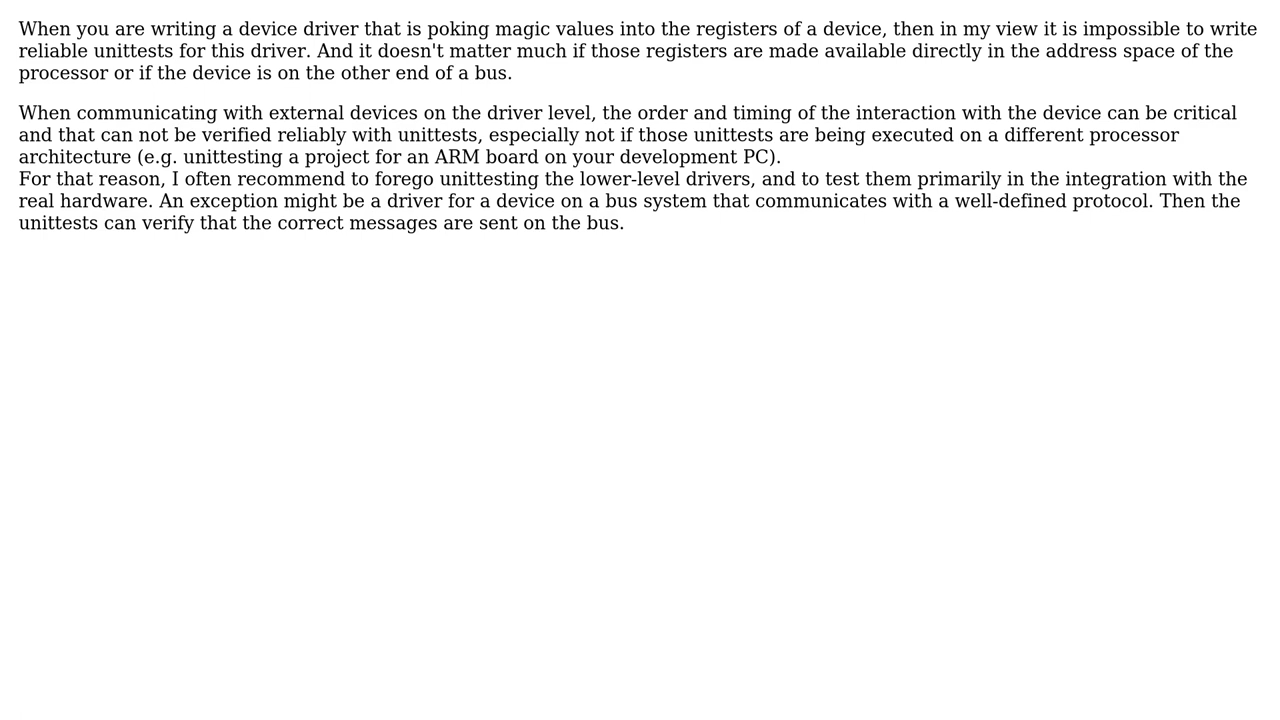 When you are writing a device driver that is poking magic values into the registers of a device, then in my view it is impossible to write
reliable unittests for this driver. And it doesn't matter much if those registers are made available directly in the address space of the
processor or if the device is on the other end of a bus.
When communicating with external devices on the driver level, the order and timing of the interaction with the device can be critical
and that can not be verified reliably with unittests, especially not if those unittests are being executed on a different processor
architecture (e.g. unittesting a project for an ARM board on your development PC).
For that reason, I often recommend to forego unittesting the lower-level drivers, and to test them primarily in the integration with the
real hardware. An exception might be a driver for a device on a bus system that communicates with a well-defined protocol. Then the
unittests can verify that the correct messages are sent on the bus.